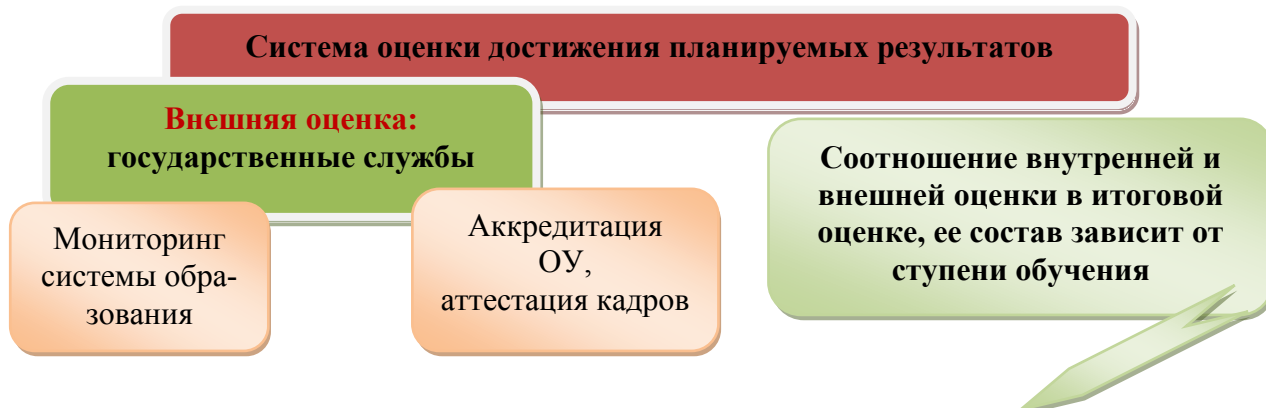 Система оценки достижения планируемых результатов
Внешняя оценка:
государственные службы
Мониторинг
системы обра-
зования
Аккредитация
ОУ,
аттестация кадров
Соотношение внутренней и
внешней оценки в итоговой
оценке, ее состав зависит от
ступени обучения